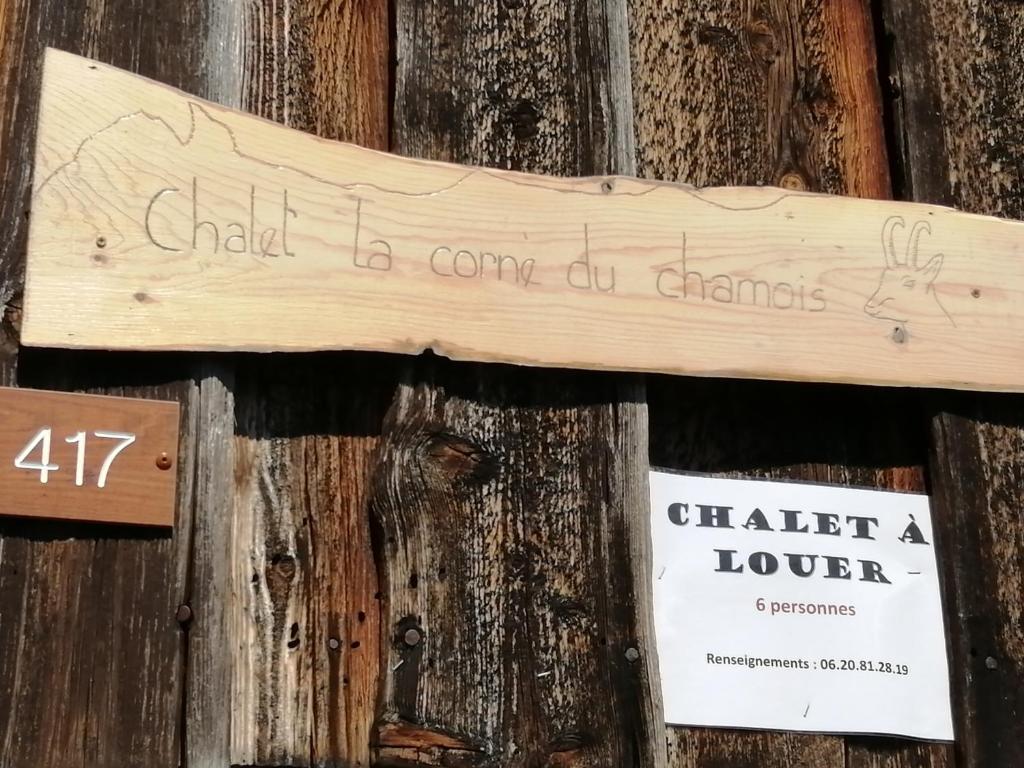 Chalet la corne du chamois
417
CHALET À
LOUER
6 personnes
Renseignements : 06.20.81.28.19